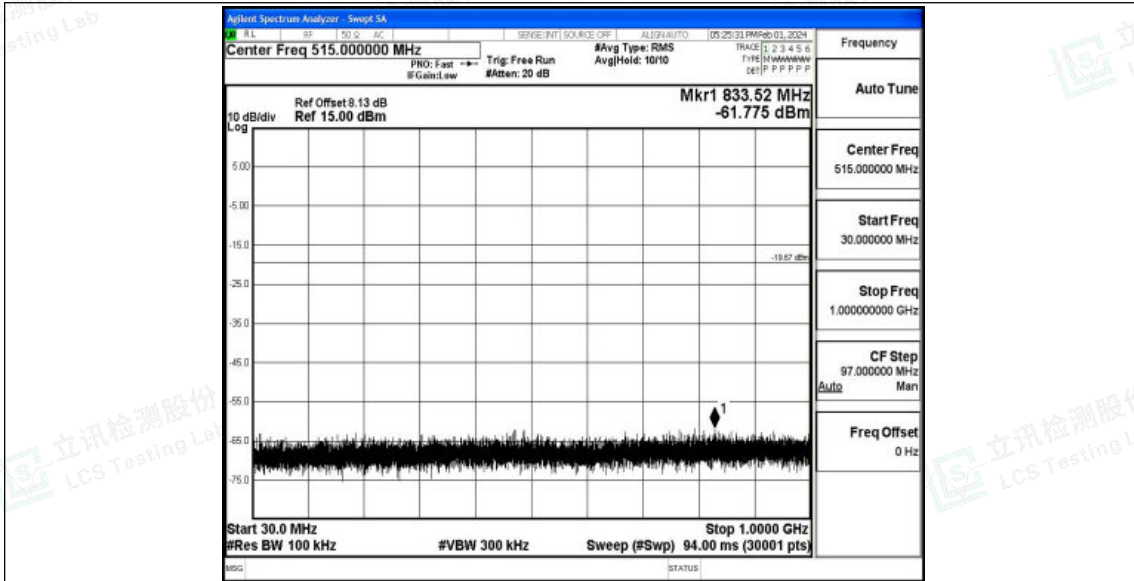 Agilent Spectrum Analyzer - Swept SA
RL RF 50 Ω AC SENSE:INT SOURCE OFF ALIGN AUTO 05:25:31 PM Feb 01, 2024
Center Freq 515.000000 MHz
PNO: Fast
IFGain:Low
Trig: Free Run
#Atten: 20 dB
#Avg Type: RMS
Avg|Hold: 10/10
TRACE 1 2 3 4 5 6
TYPE M WWWWW
DET P P P P P P
Frequency
Auto Tune
Center Freq
515.000000 MHz
Start Freq
30.000000 MHz
Stop Freq
1.000000000 GHz
CF Step
97.000000 MHz
Auto Man
Freq Offset
0 Hz
Mkr1 833.52 MHz
-61.775 dBm
Ref Offset 8.13 dB
10 dB/div Ref 15.00 dBm
Log
5.00
-5.00
-15.0
-19.67 dBm
-25.0
-35.0
-45.0
-55.0
1
-65.0
-75.0
Start 30.0 MHz Stop 1.0000 GHz
#Res BW 100 kHz #VBW 300 kHz Sweep (#Swp) 94.00 ms (30001 pts)
MSG STATUS
立讯检测股份
LCS Testing Lab
立讯检测股份
LCS Testing L
sting Lab